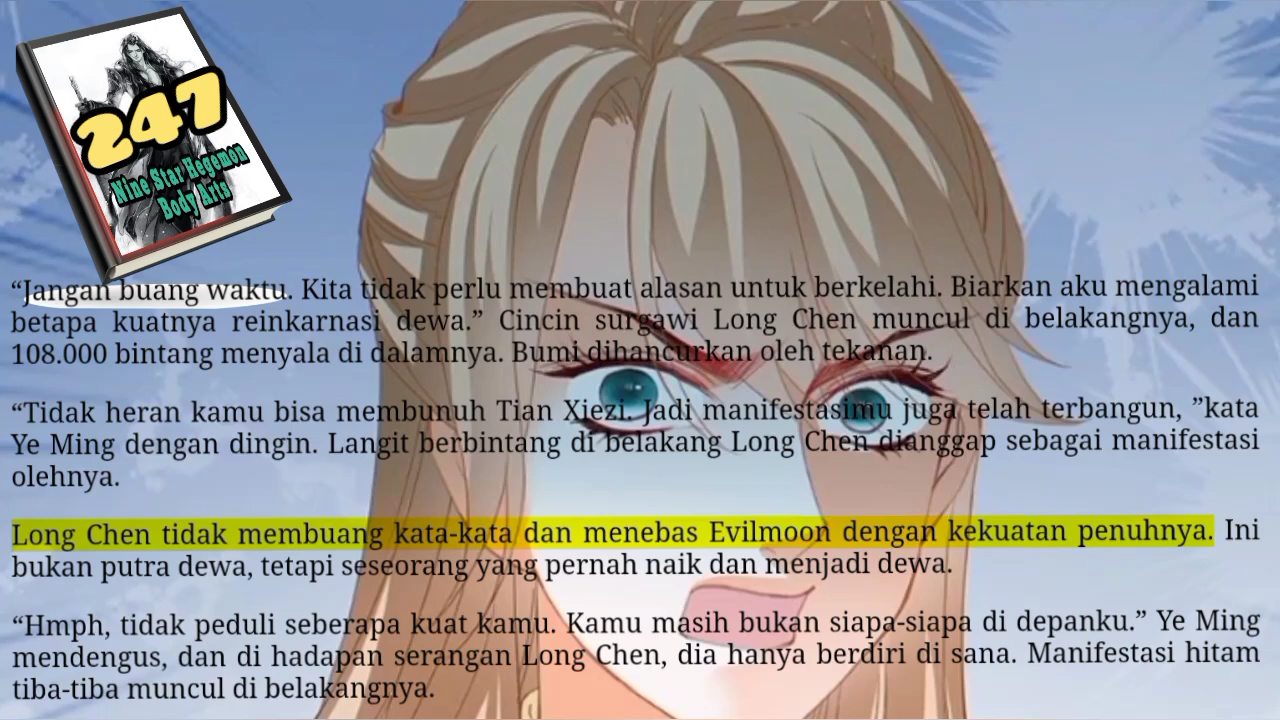 247
Nine Star Hegemon
Body Arts
“Jangan buang waktu. Kita tidak perlu membuat alasan untuk berkelahi. Biarkan aku mengalami
betapa kuatnya reinkarnasi dewa.” Cincin surgawi Long Chen muncul di belakangnya, dan
108.000 bintang menyala di dalamnya. Bumi dihancurkan oleh tekanan.
“Tidak heran kamu bisa membunuh Tian Xiezi. Jadi manifestasimu juga telah terbangun, ”kata
Ye Ming dengan dingin. Langit berbintang di belakang Long Chen dianggap sebagai manifestasi
olehnya.
Long Chen tidak membuang kata-kata dan menebas Evilmoon dengan kekuatan penuhnya. Ini
bukan putra dewa, tetapi seseorang yang pernah naik dan menjadi dewa.
“Hmph, tidak peduli seberapa kuat kamu. Kamu masih bukan siapa-siapa di depanku.” Ye Ming
mendengus, dan di hadapan serangan Long Chen, dia hanya berdiri di sana. Manifestasi hitam
tiba-tiba muncul di belakangnya.